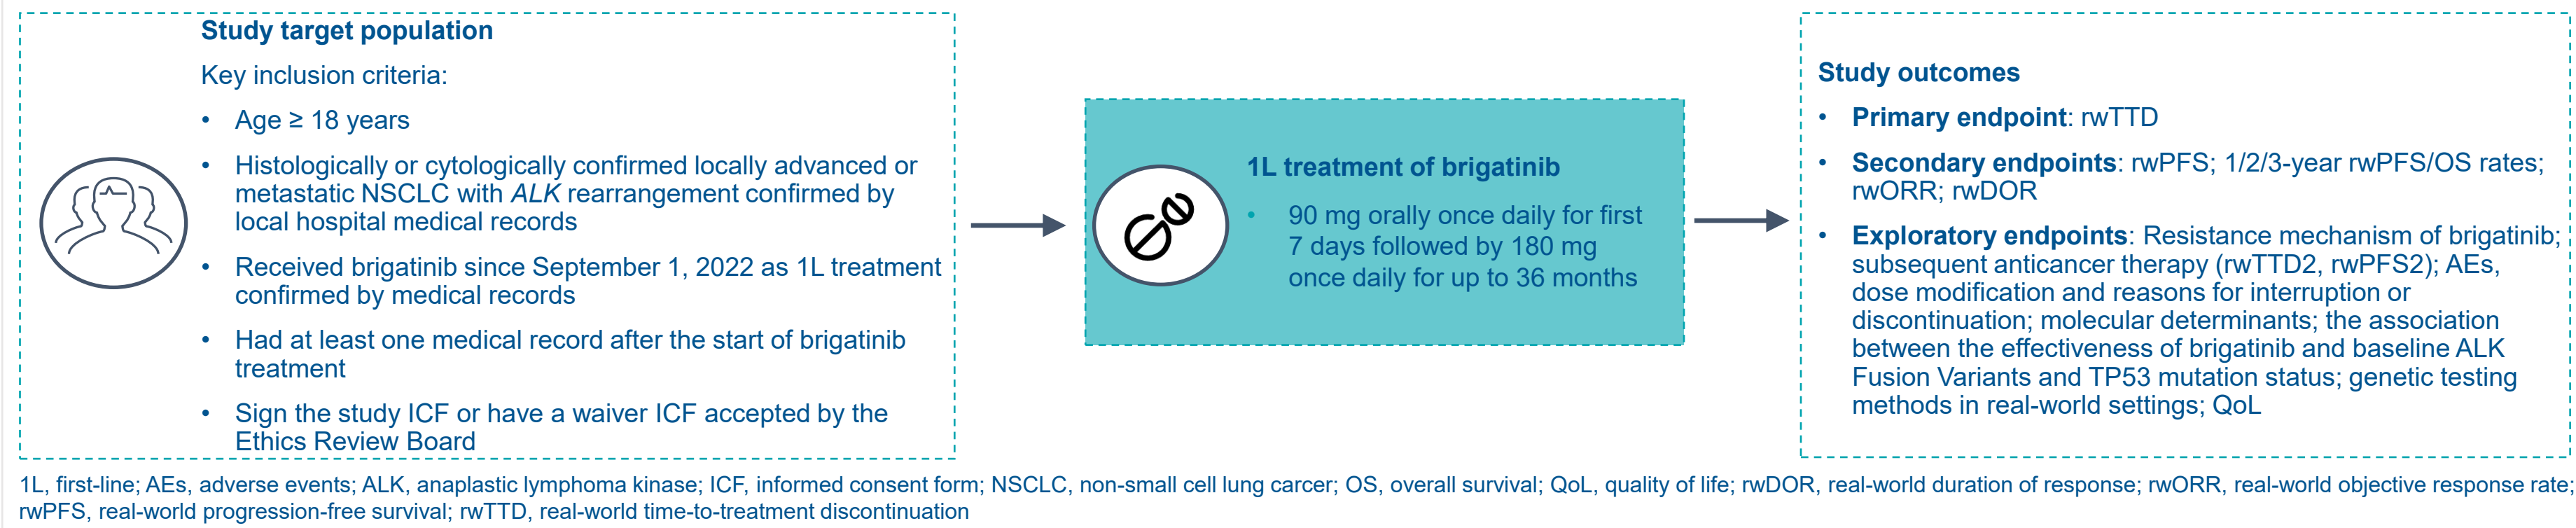 Study target population
Key inclusion criteria:
• Age ≥ 18 years
• Histologically or cytologically confirmed locally advanced or
metastatic NSCLC with ALK rearrangement confirmed by
local hospital medical records
• Received brigatinib since September 1, 2022 as 1L treatment
confirmed by medical records
• Had at least one medical record after the start of brigatinib
treatment
• Sign the study ICF or have a waiver ICF accepted by the
Ethics Review Board
1L treatment of brigatinib
• 90 mg orally once daily for first
7 days followed by 180 mg
once daily for up to 36 months
Study outcomes
• Primary endpoint: rwTTD
• Secondary endpoints: rwPFS; 1/2/3-year rwPFS/OS rates;
rwORR; rwDOR
• Exploratory endpoints: Resistance mechanism of brigatinib;
subsequent anticancer therapy (rwTTD2, rwPFS2); AEs,
dose modification and reasons for interruption or
discontinuation; molecular determinants; the association
between the effectiveness of brigatinib and baseline ALK
Fusion Variants and TP53 mutation status; genetic testing
methods in real-world settings; QoL
1L, first-line; AEs, adverse events; ALK, anaplastic lymphoma kinase; ICF, informed consent form; NSCLC, non-small cell lung carcer; OS, overall survival; QoL, quality of life; rwDOR, real-world duration of response; rwORR, real-world objective response rate;
rwPFS, real-world progression-free survival; rwTTD, real-world time-to-treatment discontinuation